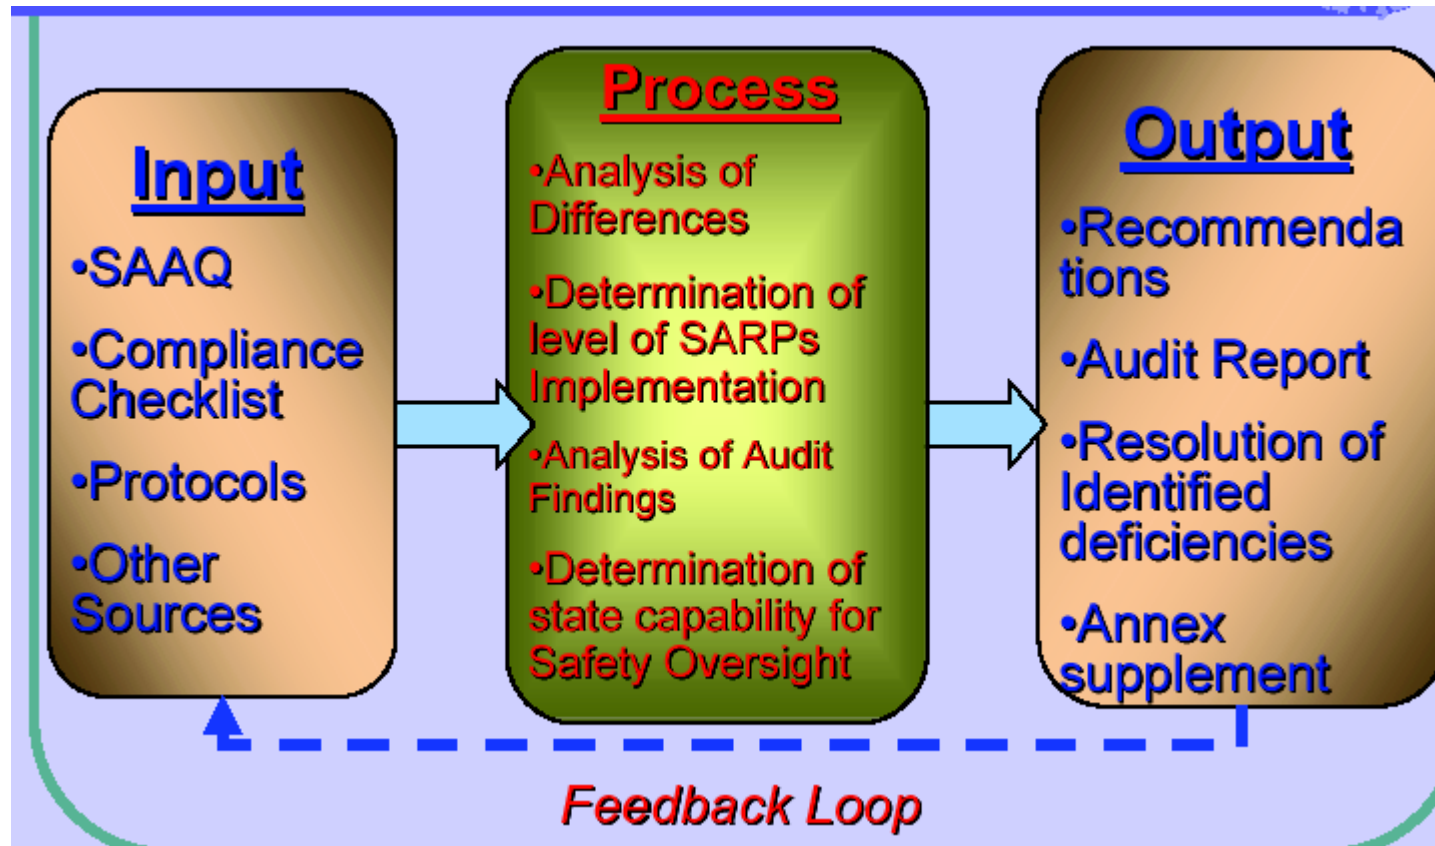 Input
•SAAQ
•Compliance
Checklist
•Protocols
•Other
Sources
Process
•Analysis of
Differences
•Determination of
level of SARPs
Implementation
•Analysis of Audit
Findings
•Determination of
state capability for
Safety Oversight
Output
•Recommenda
tions
•Audit Report
•Resolution of
Identified
deficiencies
•Annex
supplement
Feedback Loop